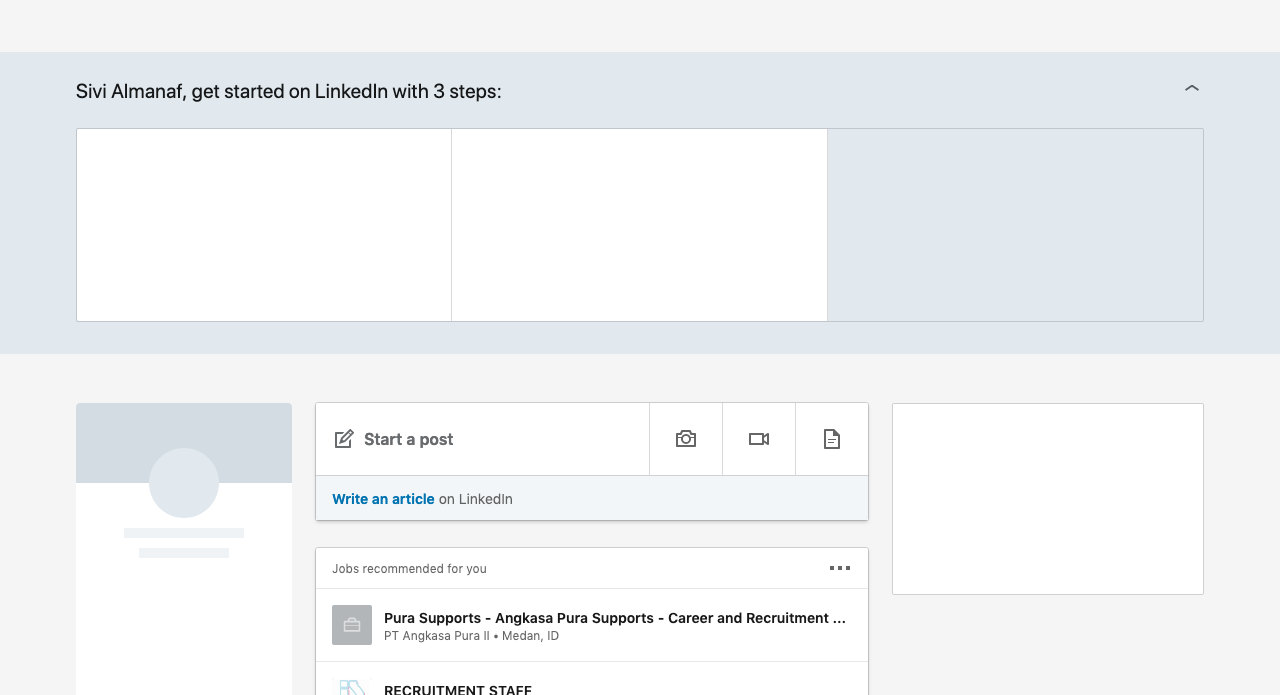 Sivi Almanaf, get started on LinkedIn with 3 steps:
Start a post
Write an article on LinkedIn
Jobs recommended for you
Pura Supports - Angkasa Pura Supports - Career and Recruitment ...
PT Angkasa Pura II • Medan, ID
RECRUITMENT STAFF